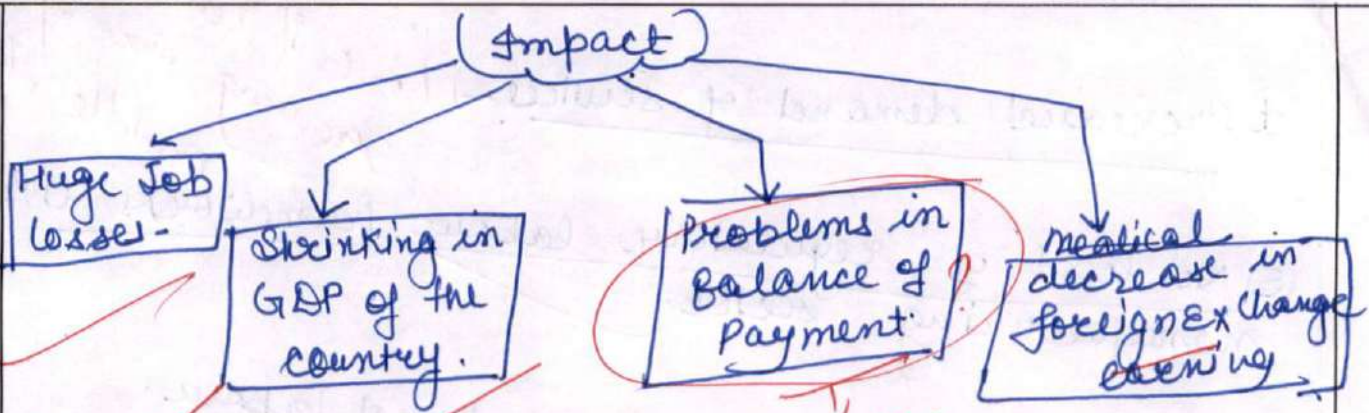 Impact
Huge Job
losses-
Shrinking in
GDP of the
country.
Problems in
Balance of
Payment.
decrease in
foreign Exchange
earning